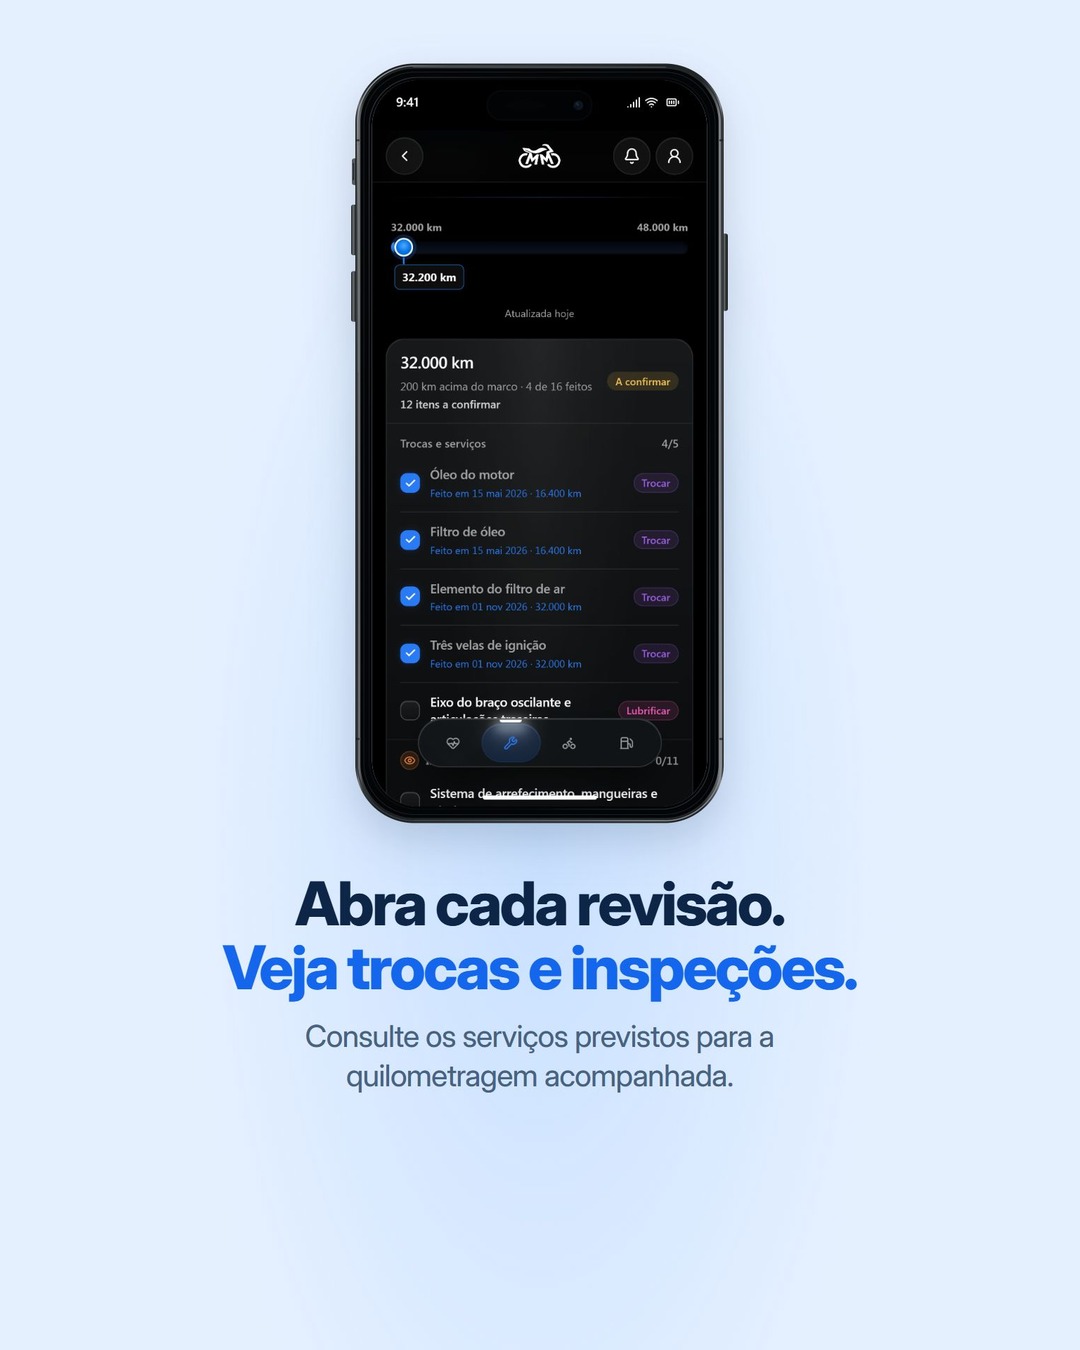 9:41
MM
32.000 km 48.000 km
32.200 km
Atualizada hoje
32.000 km
200 km acima do marco · 4 de 16 feitos
A confirmar
12 itens a confirmar
Trocas e serviços 4/5
Óleo do motor
Feito em 15 mai 2026 · 16.400 km
Trocar
Filtro de óleo
Feito em 15 mai 2026 · 16.400 km
Trocar
Elemento do filtro de ar
Feito em 01 nov 2026 · 32.000 km
Trocar
Três velas de ignição
Feito em 01 nov 2026 · 32.000 km
Trocar
Eixo do braço oscilante e
Lubrificar
0/11
Sistema de arrefecimento, mangueiras e
Abra cada revisão.
Veja trocas e inspeções.
Consulte os serviços previstos para a
quilometragem acompanhada.